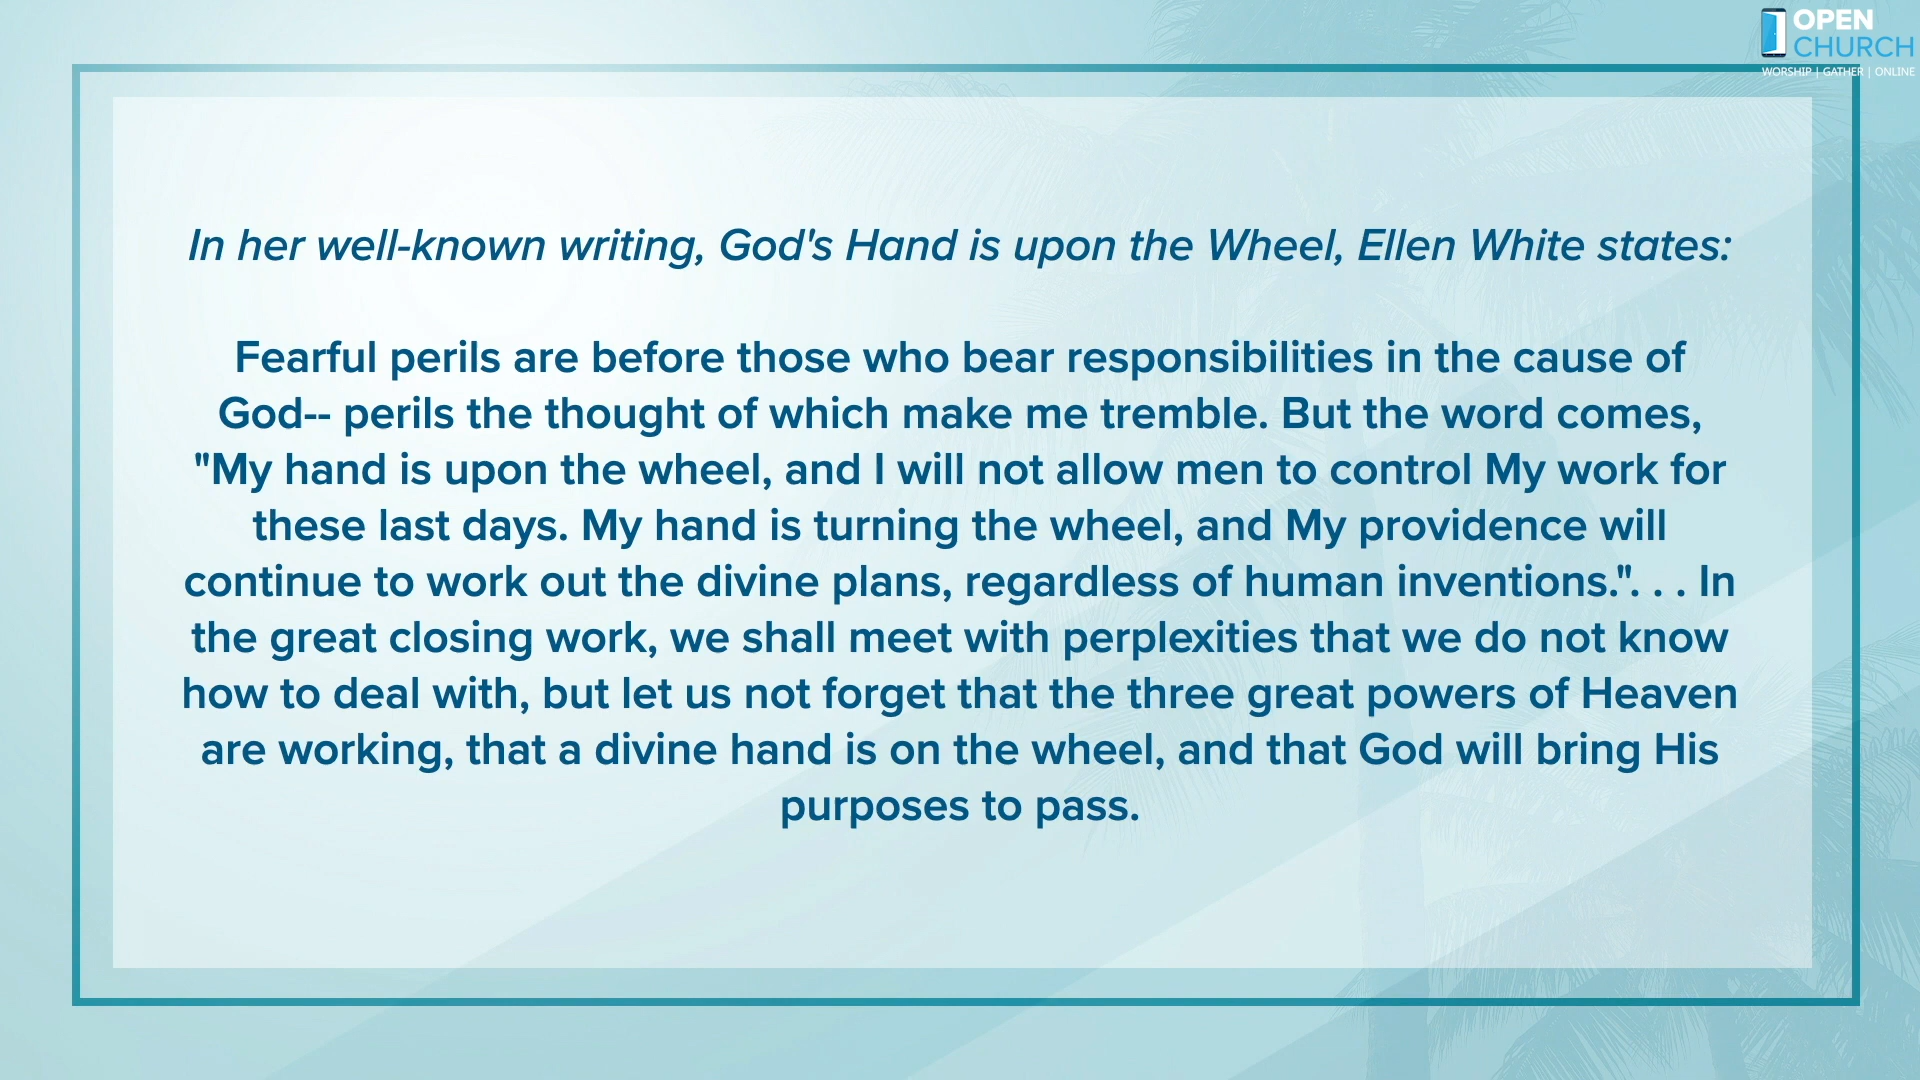 OPEN
CHURCH
WORSHIP | GATHER | ONLINE
In her well-known writing, God's Hand is upon the Wheel, Ellen White states:
Fearful perils are before those who bear responsibilities in the cause of
God-- perils the thought of which make me tremble. But the word comes,
"My hand is upon the wheel, and I will not allow men to control My work for
these last days. My hand is turning the wheel, and My providence will
continue to work out the divine plans, regardless of human inventions.". . . In
the great closing work, we shall meet with perplexities that we do not know
how to deal with, but let us not forget that the three great powers of Heaven
are working, that a divine hand is on the wheel, and that God will bring His
purposes to pass.